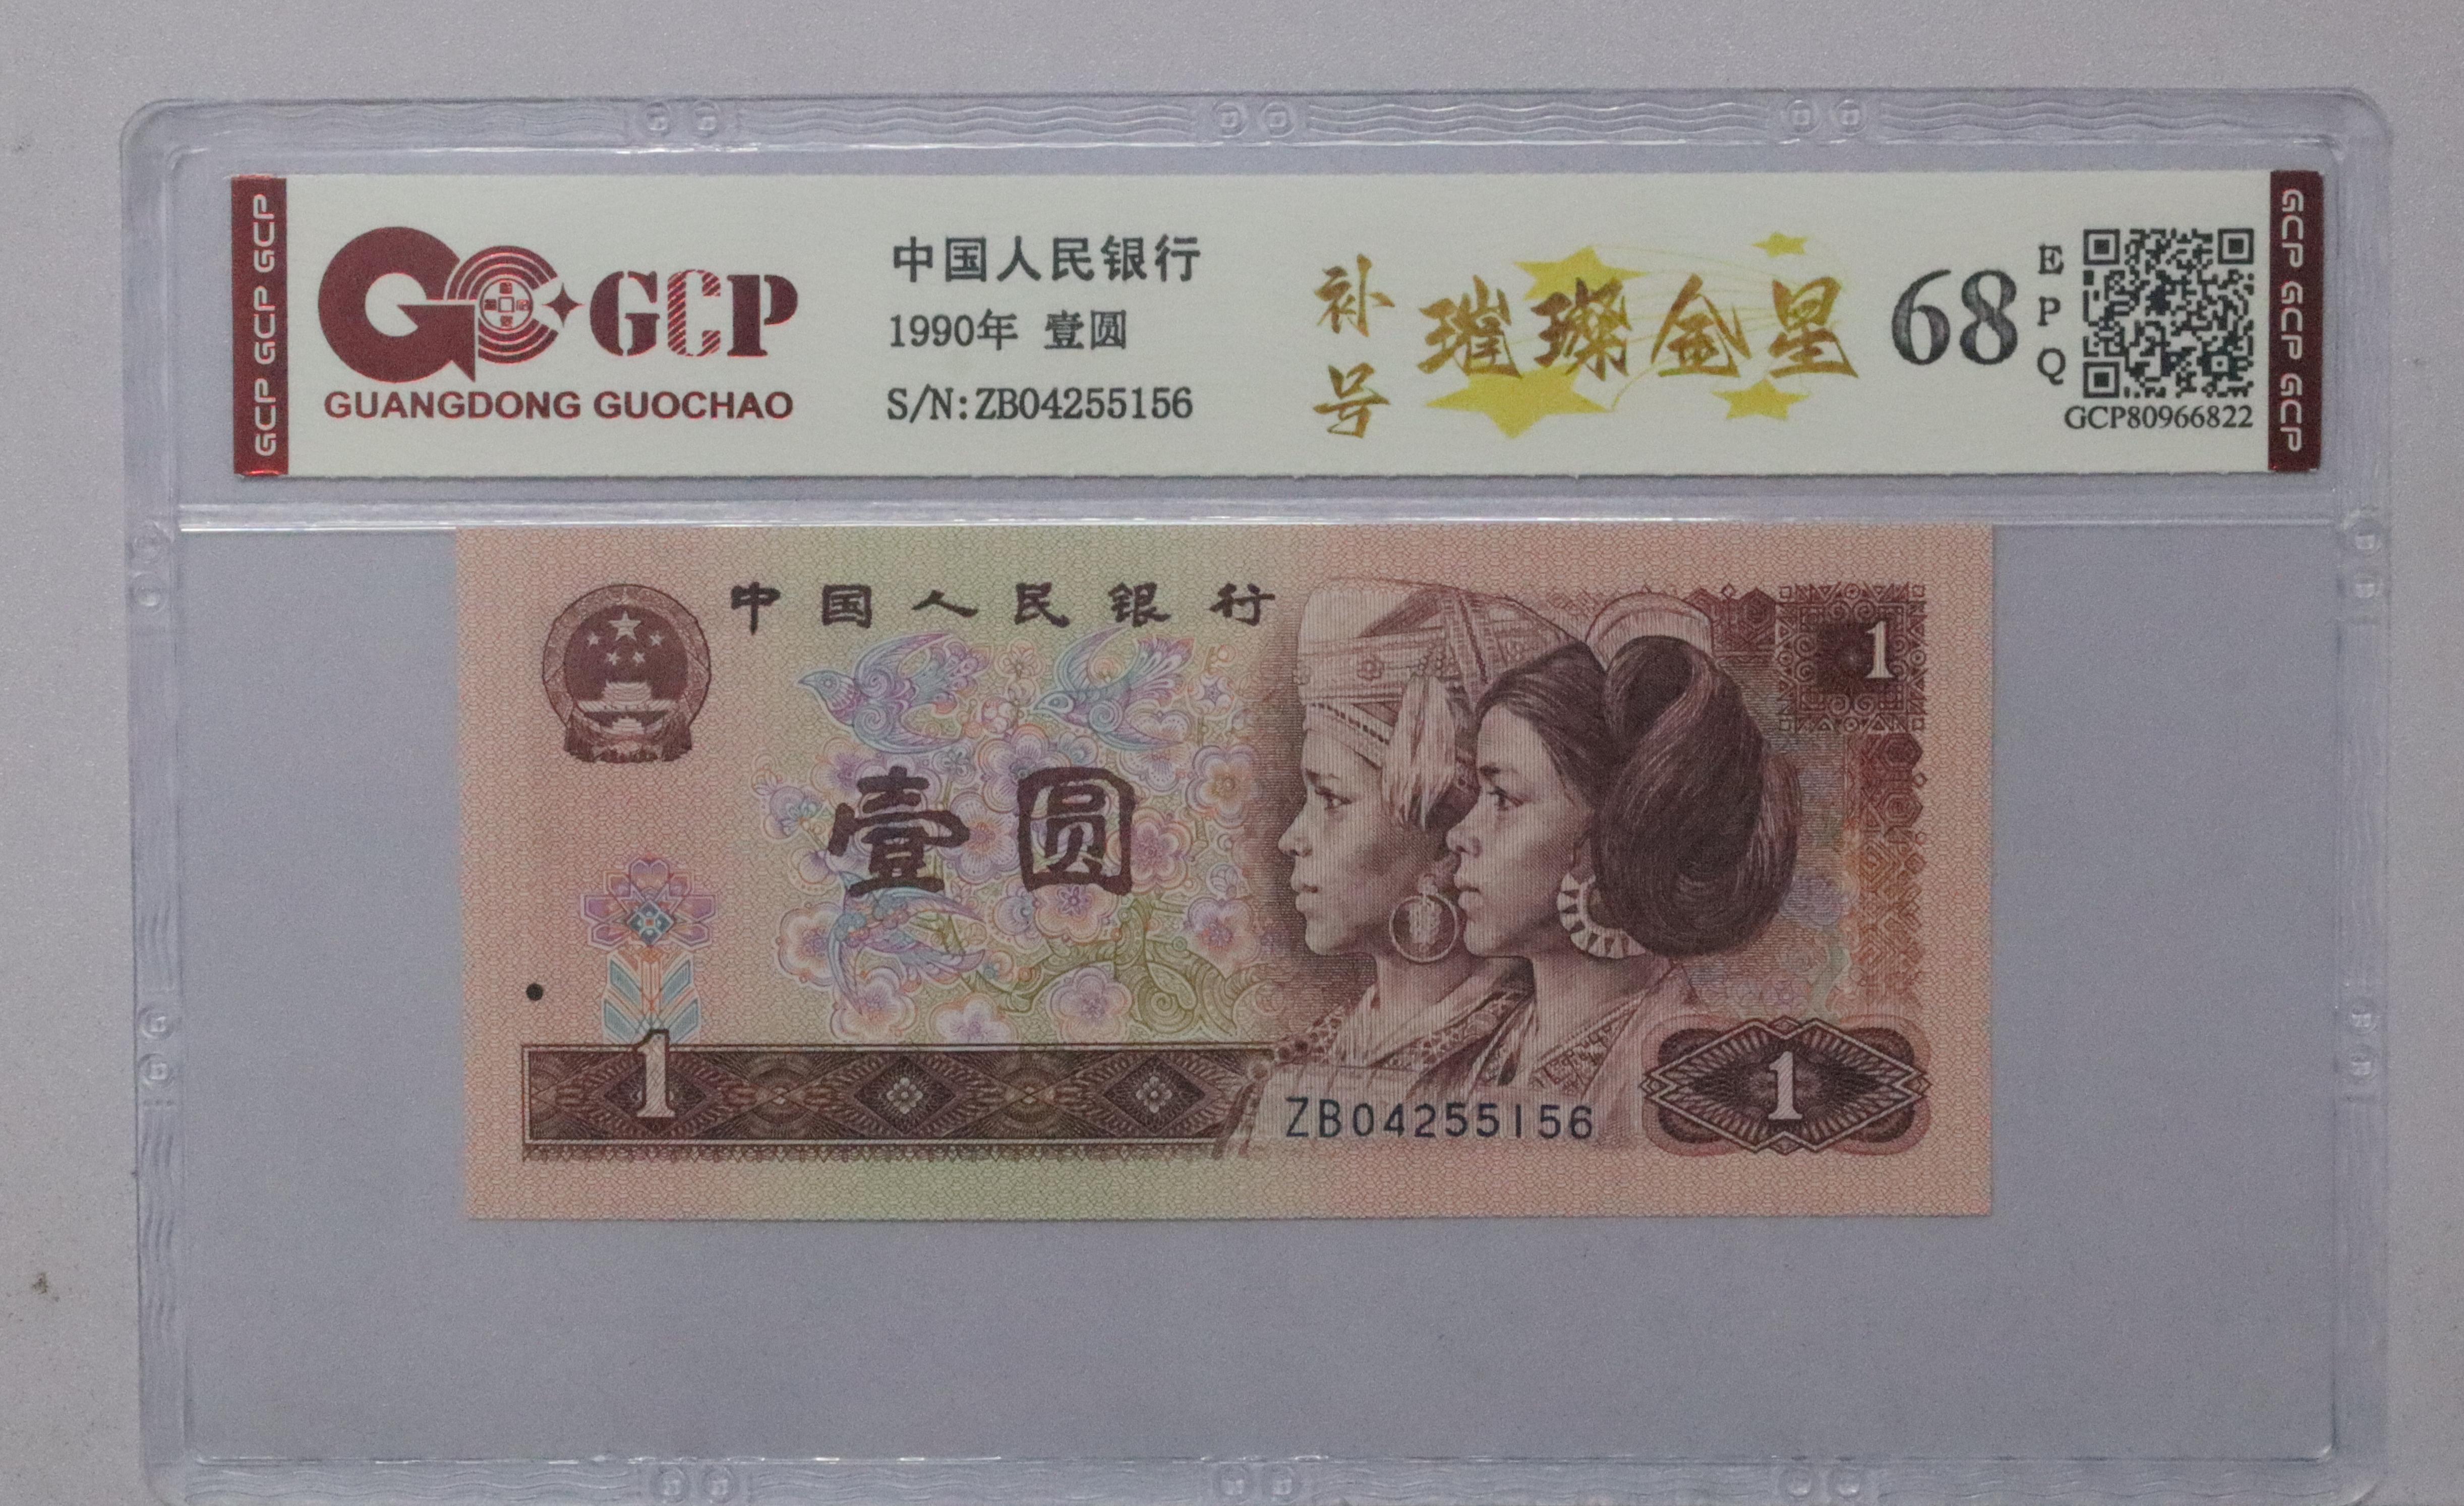 GCP GCP GCP
GCP
GUANGDONG GUOCHAO
中国人民银行
1990年 壹圆
S/N:ZB04255156
补号
璀璨金星
68
EPQ
GCP80966822
GCP GCP GCP
中国人民银行
1
壹圆
1
ZB04255156
1